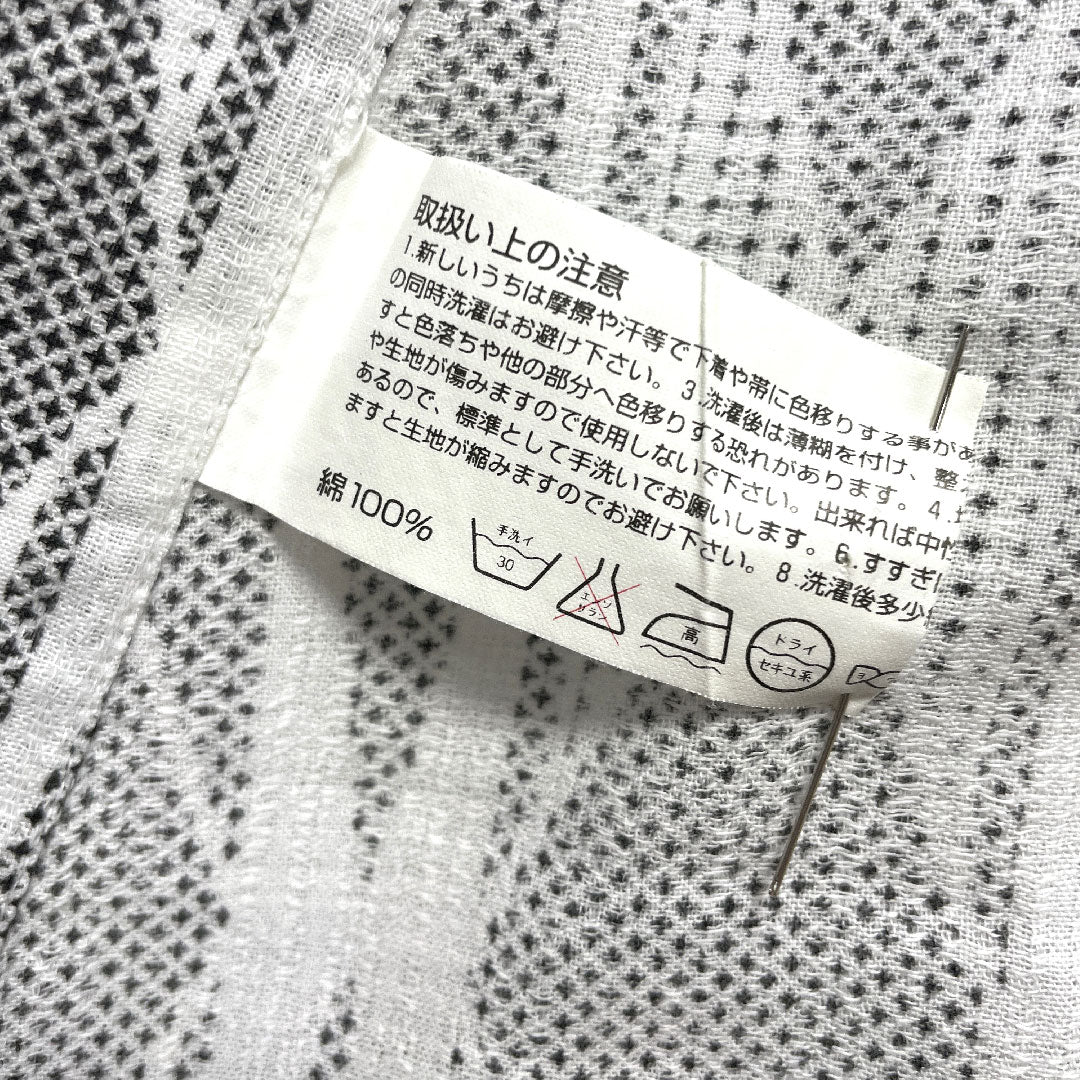 取扱い上の注意
1.新しいうちは摩擦や汗等で下着や帯に色移りする事があ
の同時洗濯はお避け下さい。3.洗濯後は薄糊を付け、整
すと色落ちや他の部分へ色移りする恐れがあります。4.
や生地が傷みますので使用しないで下さい。出来れば中性
あるので、標準として手洗いでお願いします。6.すすぎ
ますと生地が縮みますのでお避け下さい。8.洗濯後多少
綿100%
手洗イ
30
エンソ
サラシ
高
ドライ
セキユ系
ヨ